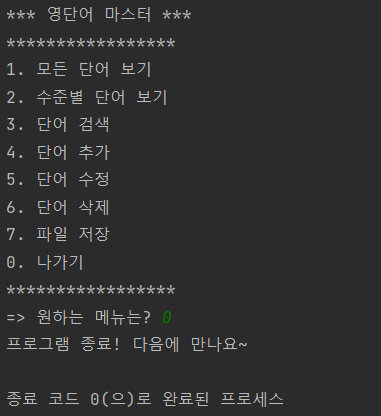 *** 영단어 마스터 ***
*****************
1. 모든 단어 보기
2. 수준별 단어 보기
3. 단어 검색
4. 단어 추가
5. 단어 수정
6. 단어 삭제
7. 파일 저장
0. 나가기
*****************
=> 원하는 메뉴는? 0
프로그램 종료! 다음에 만나요~
종료 코드 0(으)로 완료된 프로세스